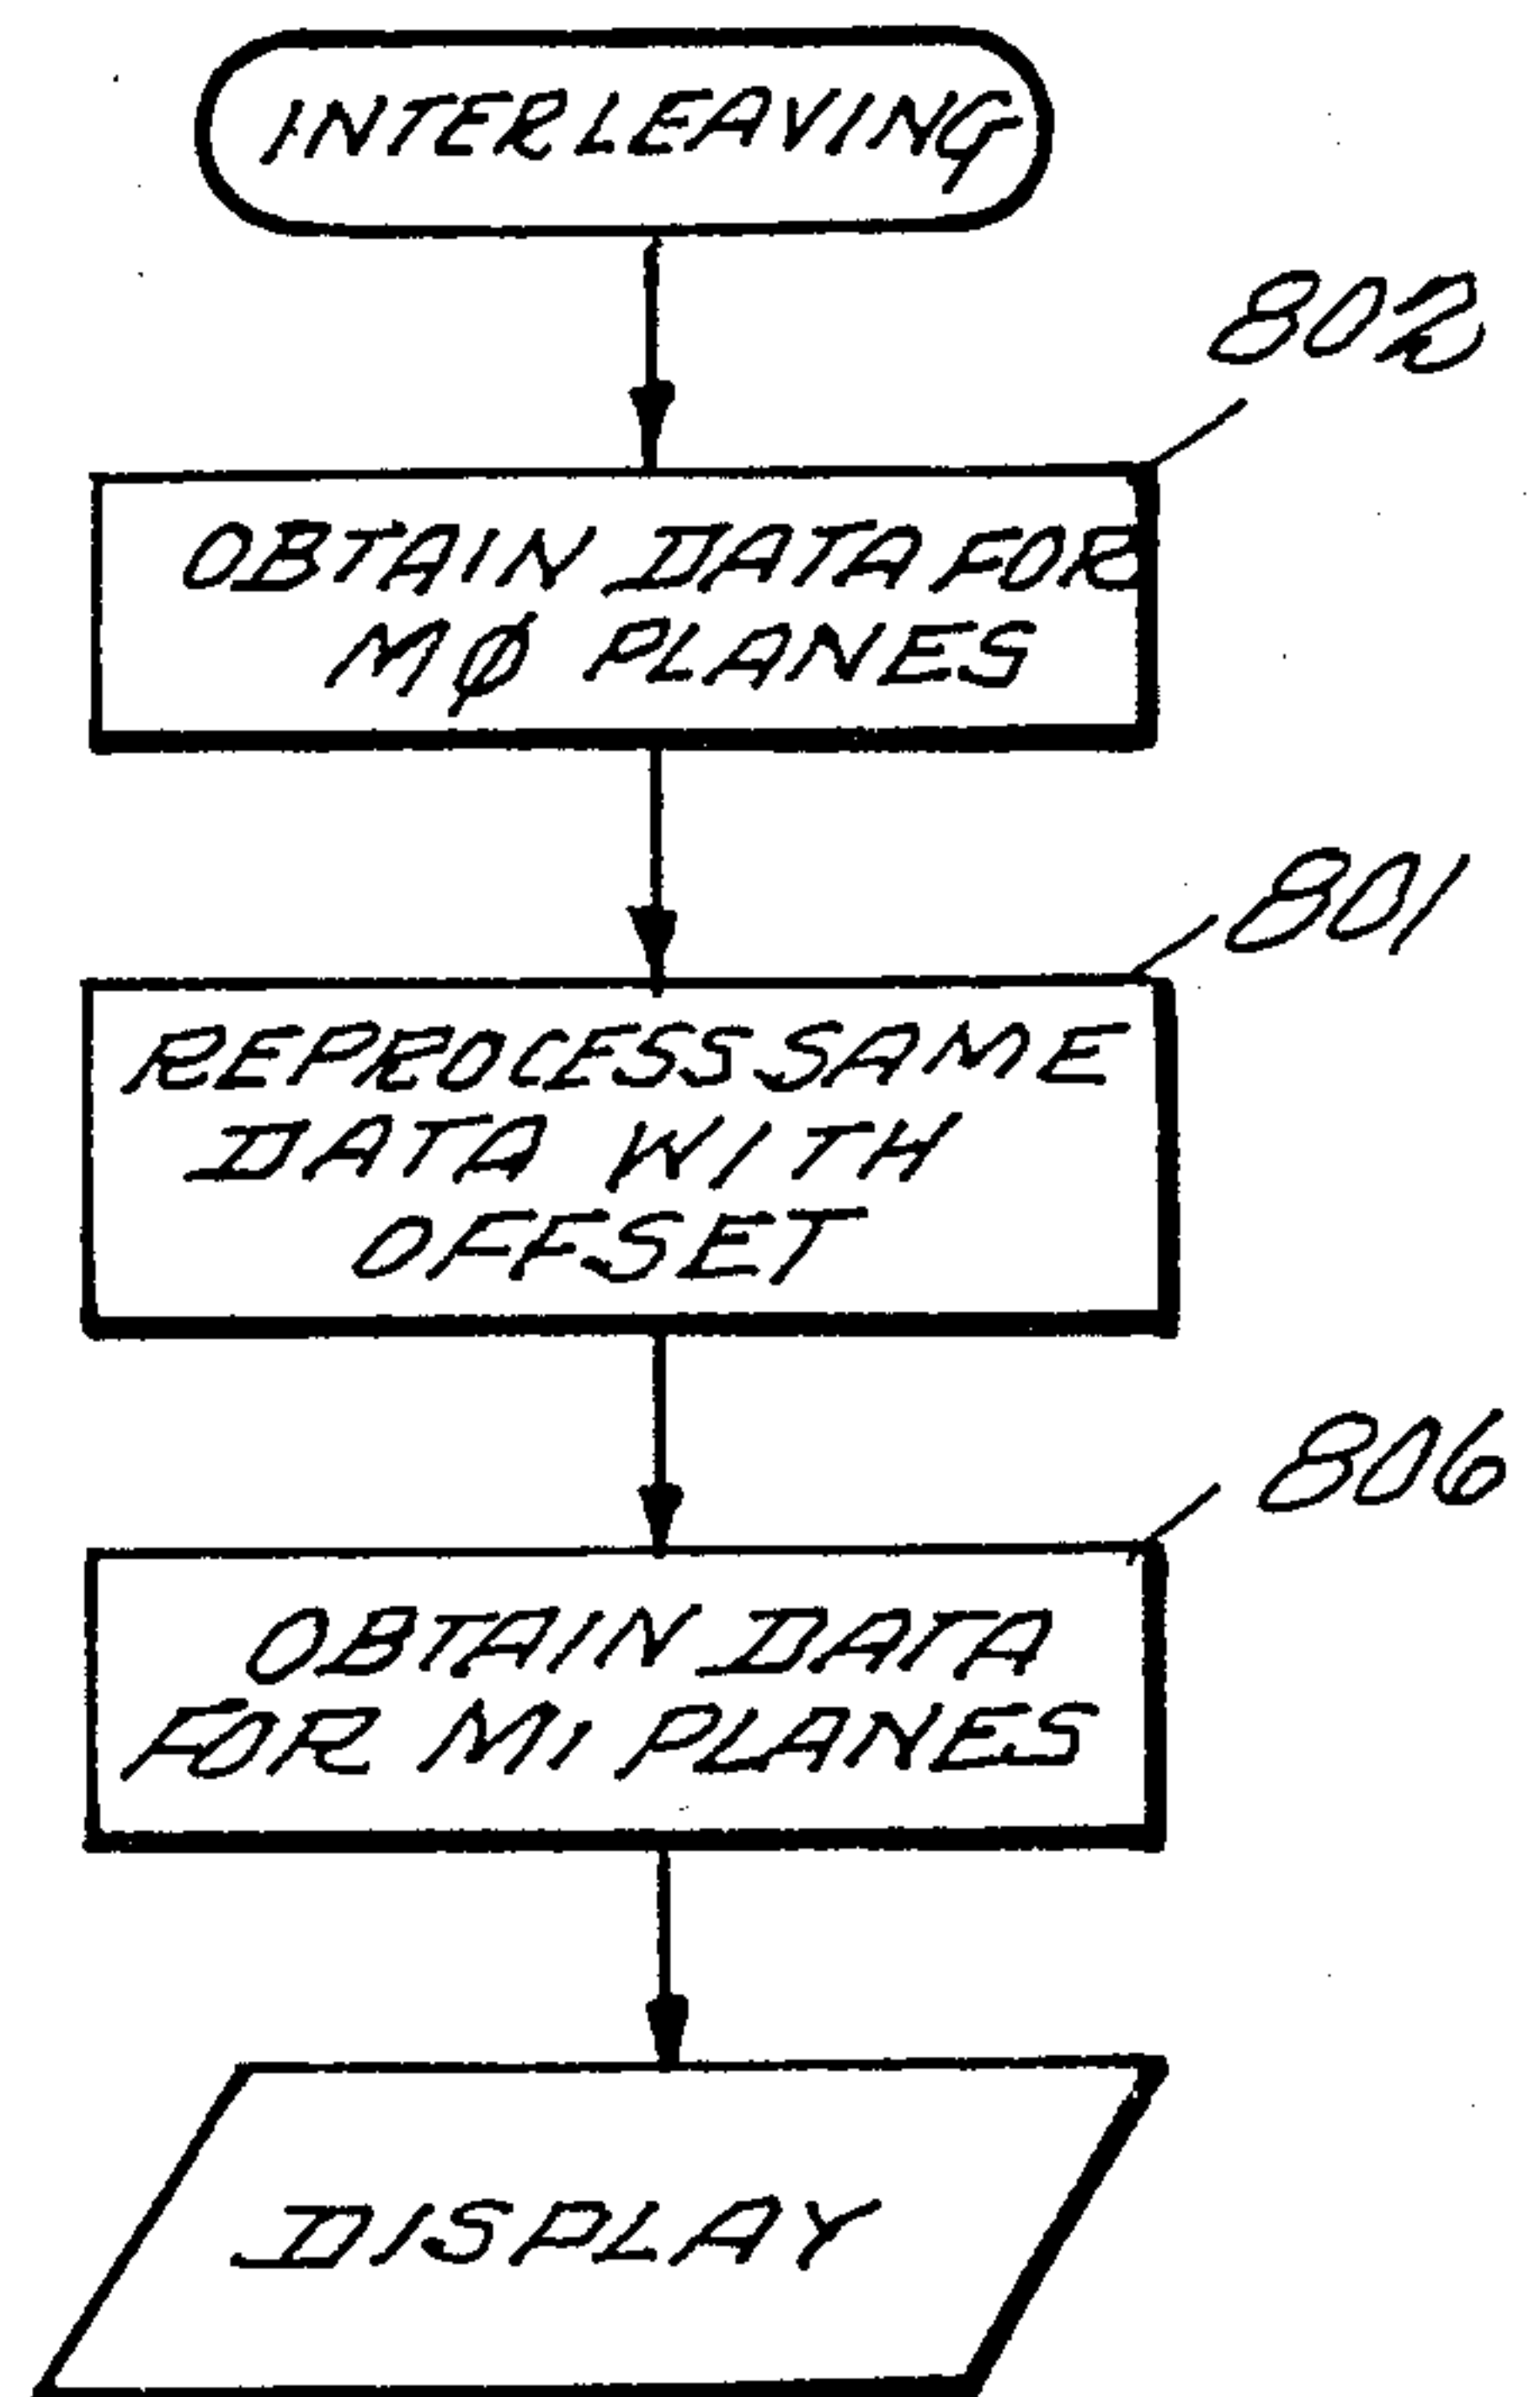 INTERLEAVING
802
OBTAIN DATA FOR
MØ PLANES
801
REPROCESS SAME
DATA WITH
OFFSET
806
OBTAIN DATA
FOR M1 PLANES
DISPLAY